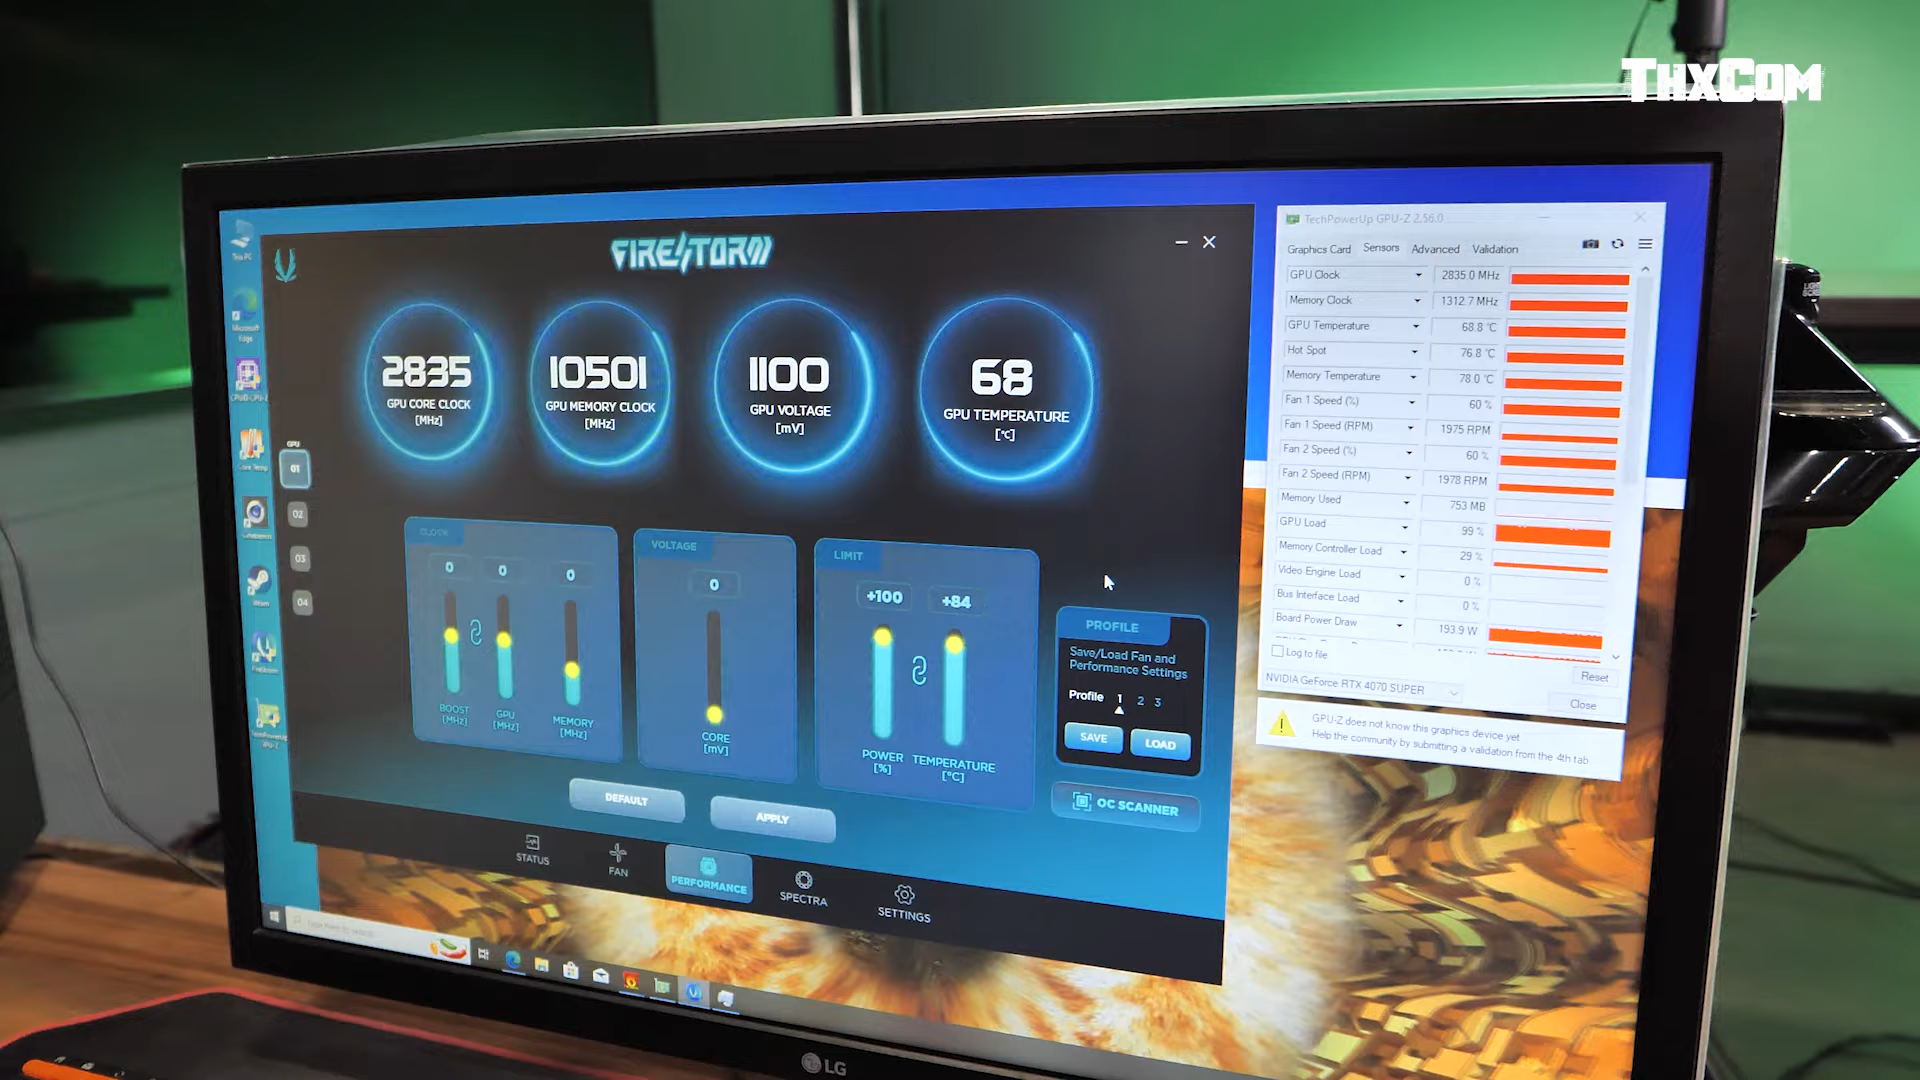 THXCOM
FIRESTORM
2835
GPU CORE CLOCK
[MHz]
10501
GPU MEMORY CLOCK
[MHz]
1100
GPU VOLTAGE
[mV]
68
GPU TEMPERATURE
[°C]
GPU
01
02
03
04
CLOCK
0
0
0
BOOST
[MHz]
GPU
[MHz]
MEMORY
[MHz]
VOLTAGE
0
CORE
[mV]
LIMIT
+100
+84
POWER
[%]
TEMPERATURE
[°C]
PROFILE
Save/Load Fan and
Performance Settings
Profile 1 2 3
SAVE
LOAD
OC SCANNER
DEFAULT
APPLY
STATUS
FAN
PERFORMANCE
SPECTRA
SETTINGS
Microsoft
Edge
Core Temp
TechPowerUp GPU-Z 2.56.0
Graphics Card Sensors Advanced Validation
GPU Clock 2835.0 MHz
Memory Clock 1312.7 MHz
GPU Temperature 68.8 °C
Hot Spot 76.8 °C
Memory Temperature 78.0 °C
Fan 1 Speed (%) 60 %
Fan 1 Speed (RPM) 1975 RPM
Fan 2 Speed (%) 60 %
Fan 2 Speed (RPM) 1978 RPM
Memory Used 753 MB
GPU Load 99 %
Memory Controller Load 29 %
Video Engine Load 0 %
Bus Interface Load 0 %
Board Power Draw 193.9 W
Log to file
Reset
NVIDIA GeForce RTX 4070 SUPER
Close
GPU-Z does not know this graphics device yet
Help the community by submitting a validation from the 4th tab
LG